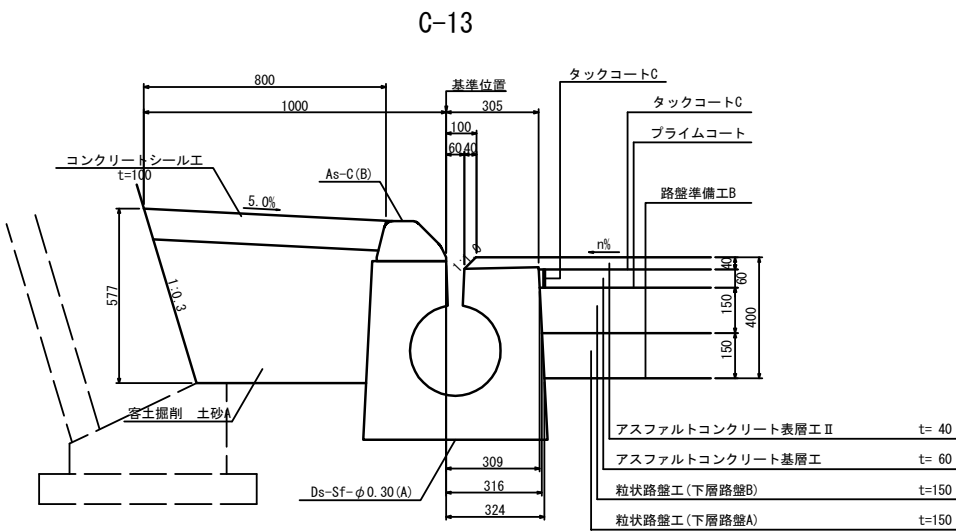 C-13
800
基準位置
タックコートC
1000
305
タックコートC
100
プライムコート
60 40
コンクリートシール工
t=100
As-C(B)
路盤準備工B
5.0%
n%
1:1.0
40
60
577
1:0.3
150
400
150
客土掘削 土砂A
アスファルトコンクリート表層工Ⅱ t= 40
アスファルトコンクリート基層工 t= 60
309
Ds-Sf-φ0.30(A)
316
粒状路盤工(下層路盤B) t=150
324
粒状路盤工(下層路盤A) t=150